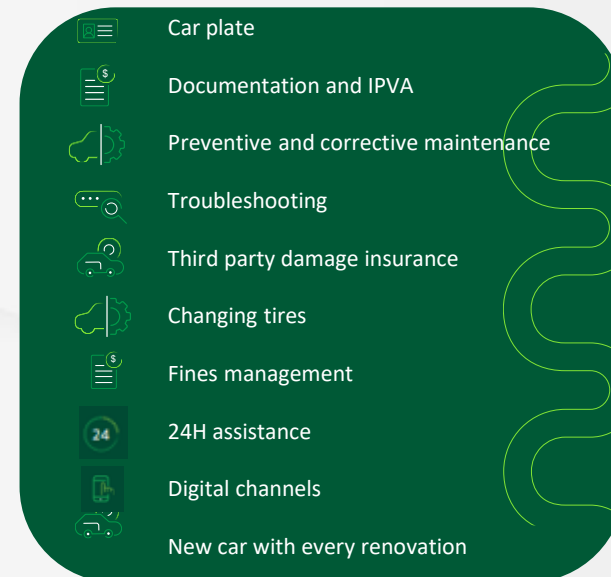 Car plate
$
Documentation and IPVA
Preventive and corrective maintenance
Troubleshooting
Third party damage insurance
Changing tires
$
Fines management
24
24H assistance
Digital channels
New car with every renovation